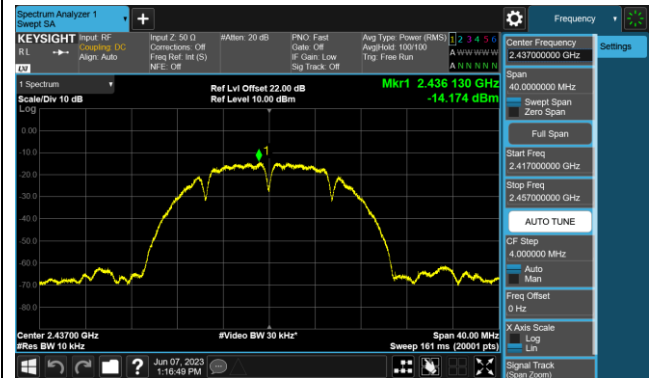 Spectrum Analyzer 1
Swept SA
+
Frequency
KEYSIGHT
RL
LXI
Input: RF
Coupling: DC
Align: Auto
Input Z: 50 Ω
Corrections: Off
Freq Ref: Int (S)
NFE: Off
#Atten: 20 dB
PNO: Fast
Gate: Off
IF Gain: Low
Sig Track: Off
Avg Type: Power (RMS)
Avg|Hold: 100/100
Trig: Free Run
1 2 3 4 5 6
A W W W W W
A N N N N N
1 Spectrum
Scale/Div 10 dB
Log
Ref Lvl Offset 22.00 dB
Ref Level 10.00 dBm
Mkr1 2.436 130 GHz
-14.174 dBm
0.00
-10.0
-20.0
-30.0
-40.0
-50.0
-60.0
-70.0
-80.0
1
Center 2.43700 GHz
#Res BW 10 kHz
#Video BW 30 kHz*
Span 40.00 MHz
Sweep 161 ms (20001 pts)
Center Frequency
2.437000000 GHz
Settings
Span
40.0000000 MHz
Swept Span
Zero Span
Full Span
Start Freq
2.417000000 GHz
Stop Freq
2.457000000 GHz
AUTO TUNE
CF Step
4.000000 MHz
Auto
Man
Freq Offset
0 Hz
X Axis Scale
Log
Lin
Signal Track
(Span Zoom)
?
Jun 07, 2023
1:16:49 PM